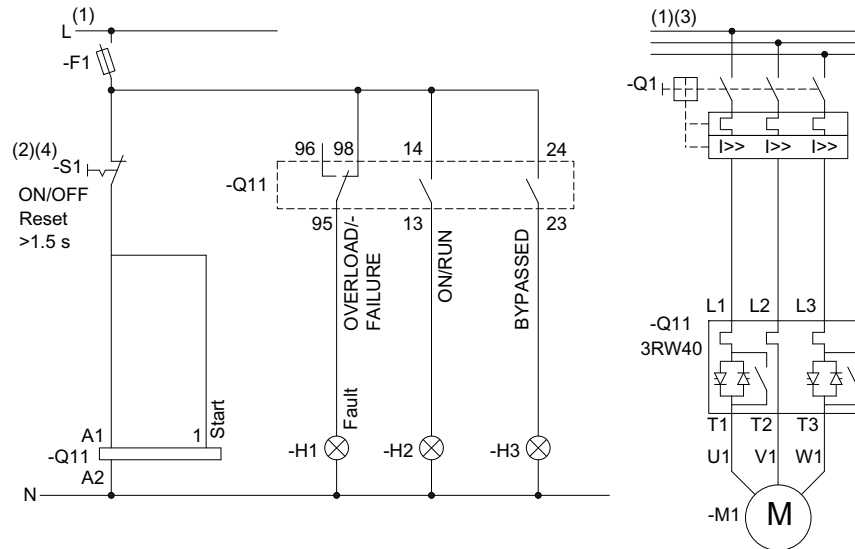 (1)
L
-F1
(2)(4)
-S1
ON/OFF
Reset
>1.5 s
96 98
14
24
-Q11
95
13
23
OVERLOAD/-
FAILURE
ON/RUN
BYPASSED
Fault
Start
A1
1
-Q11
A2
-H1
-H2
-H3
N
(1)(3)
-Q1
I>> I>> I>>
L1 L2 L3
-Q11
3RW40
T1 T2 T3
U1 V1 W1
-M1
M